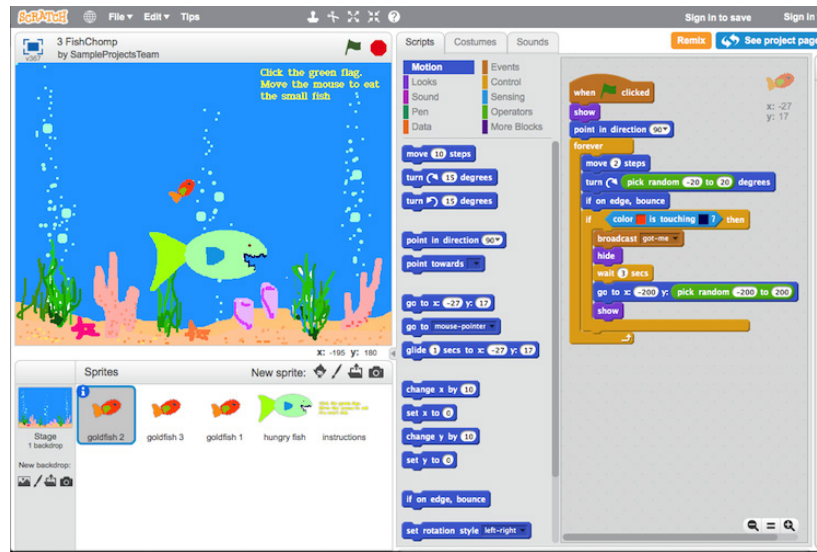 SCRATCH File▼ Edit▼ Tips Sign in to save Sign in
v367 3 FishChomp
by SampleProjectsTeam
Click the green flag.
Move the mouse to eat
the small fish
X: -195 y: 180
Sprites New sprite:
Stage
1 backdrop
New backdrop:
goldfish 2 goldfish 3 goldfish 1 hungry fish instructions
Scripts Costumes Sounds Remix See project page
Motion Events
Looks Control
Sound Sensing
Pen Operators
Data More Blocks
move 10 steps
turn 15 degrees
turn 15 degrees
point in direction 90▼
point towards
go to x: -27 y: 17
go to mouse-pointer
glide 1 secs to x: -27 y: 17
change x by 10
set x to 0
change y by 10
set y to 0
if on edge, bounce
set rotation style left-right
x: -27
y: 17
when clicked
show
point in direction 90▼
forever
move 2 steps
turn pick random -20 to 20 degrees
if on edge, bounce
if color is touching ? then
broadcast got-me
hide
wait 3 secs
go to x: -200 y: pick random -200 to 200
show